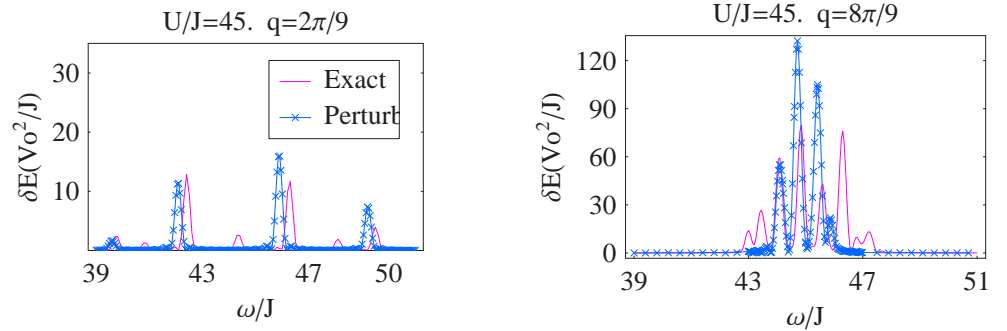 U/J=45. q=2π/9
30
20
10
δE(Vo²/J)
Exact
Perturb
39 43 47 50
ω/J
U/J=45. q=8π/9
120
90
60
30
0
δE(Vo²/J)
39 43 47 51
ω/J